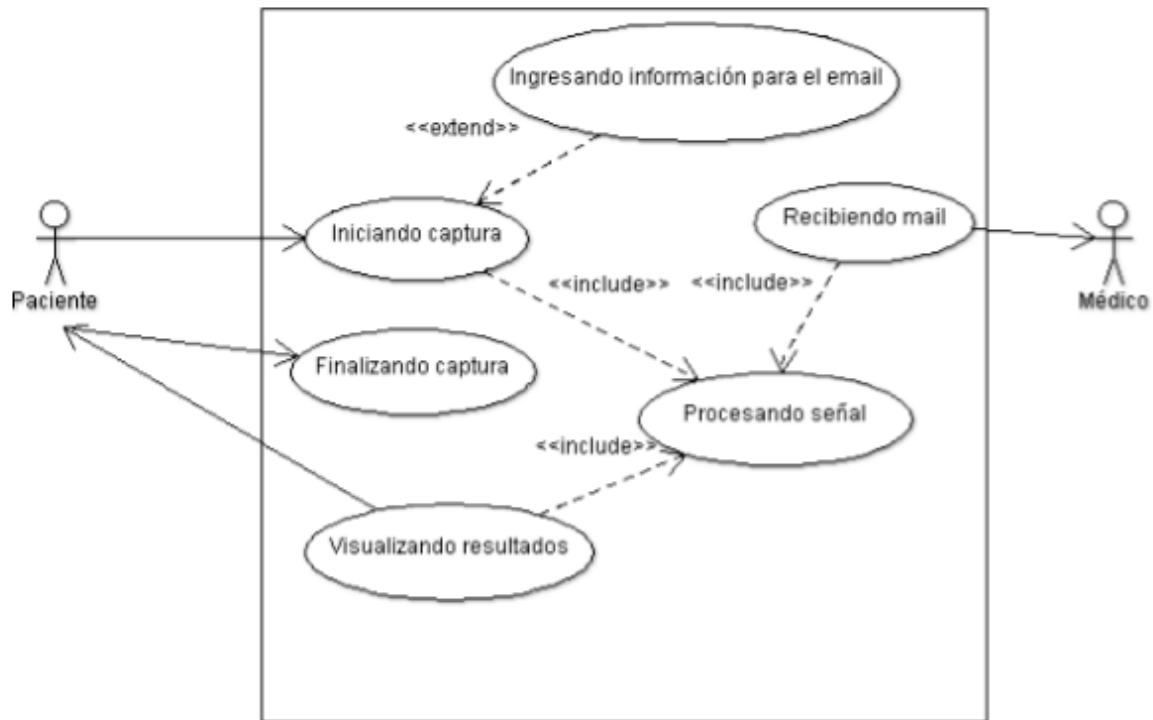 Ingresando información para el email
<<extend>>
Recibiendo mail
Iniciando captura
<<include>>
<<include>>
Paciente
Médico
Finalizando captura
Procesando señal
<<include>>
Visualizando resultados